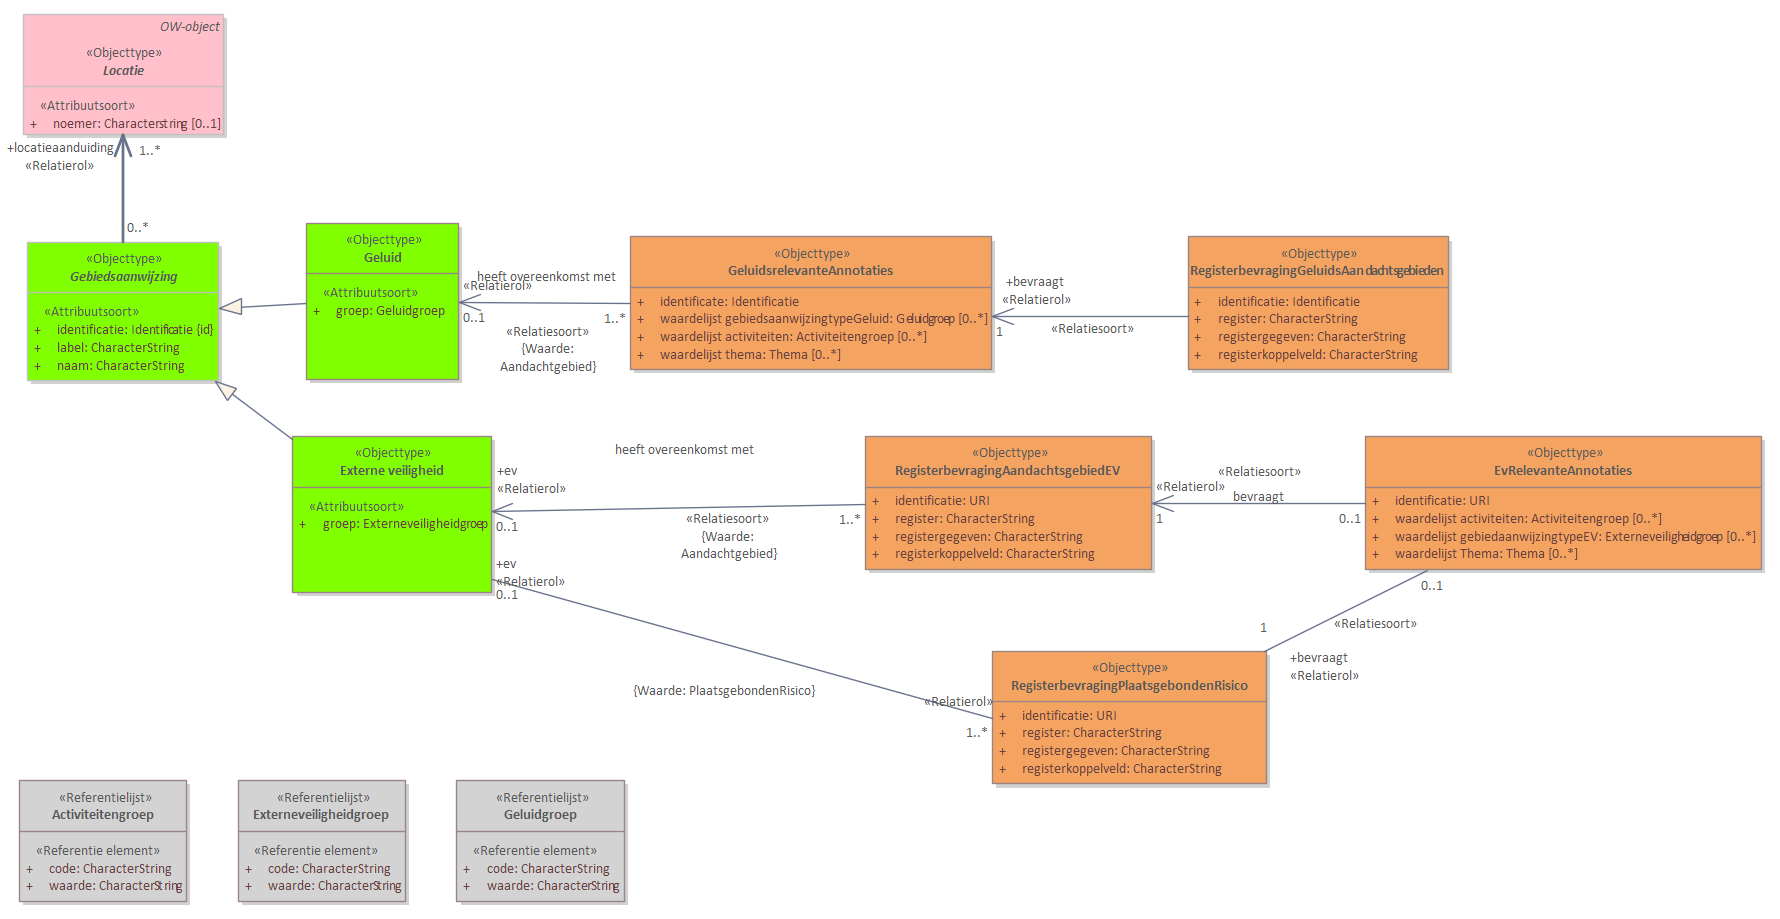 OW-object
«Objecttype»
Locatie
«Attribuutsoort»
+ noemer: Characterstring [0..1]
+locatieaanduiding
«Relatierol»
1..*
0..*
«Objecttype»
Gebiedsaanwijzing
«Attribuutsoort»
+ identificatie: Identificatie {id}
+ label: CharacterString
+ naam: CharacterString
«Objecttype»
Geluid
«Attribuutsoort»
+ groep: Geluidgroep
heeft overeenkomst met
«Relatierol»
0..1
1..*
«Relatiesoort»
{Waarde:
Aandachtgebied}
«Objecttype»
GeluidsrelevanteAnnotaties
+ identificate: Identificatie
+ waardelijst gebiedsaanwijzingtypeGeluid: Geluidgroep [0..*]
+ waardelijst activiteiten: Activiteitengroep [0..*]
+ waardelijst thema: Thema [0..*]
+bevraagt
«Relatierol»
1
«Relatiesoort»
«Objecttype»
RegisterbevragingGeluidsAandachtsgebieden
+ identificatie: Identificatie
+ register: CharacterString
+ registergegeven: CharacterString
+ registerkoppelveld: CharacterString
«Objecttype»
Externe veiligheid
«Attribuutsoort»
+ groep: Externeveiligheidgroep
+ev
«Relatierol»
0..1
heeft overeenkomst met
«Relatiesoort»
{Waarde:
Aandachtgebied}
1..*
«Objecttype»
RegisterbevragingAandachtsgebiedEV
+ identificatie: URI
+ register: CharacterString
+ registergegeven: CharacterString
+ registerkoppelveld: CharacterString
«Relatiesoort»
«Relatierol»
bevraagt
1
0..1
«Objecttype»
EvRelevanteAnnotaties
+ identificatie: URI
+ waardelijst activiteiten: Activiteitengroep [0..*]
+ waardelijst gebiedaanwijzingtypeEV: Externeveiligheidgroep [0..*]
+ waardelijst Thema: Thema [0..*]
+ev
«Relatierol»
0..1
{Waarde: PlaatsgebondenRisico}
«Relatierol»
1..*
0..1
«Relatiesoort»
1
+bevraagt
«Relatierol»
«Objecttype»
RegisterbevragingPlaatsgebondenRisico
+ identificatie: URI
+ register: CharacterString
+ registergegeven: CharacterString
+ registerkoppelveld: CharacterString
«Referentielijst»
Activiteitengroep
«Referentie element»
+ code: CharacterString
+ waarde: CharacterString
«Referentielijst»
Externeveiligheidgroep
«Referentie element»
+ code: CharacterString
+ waarde: CharacterString
«Referentielijst»
Geluidgroep
«Referentie element»
+ code: CharacterString
+ waarde: CharacterString